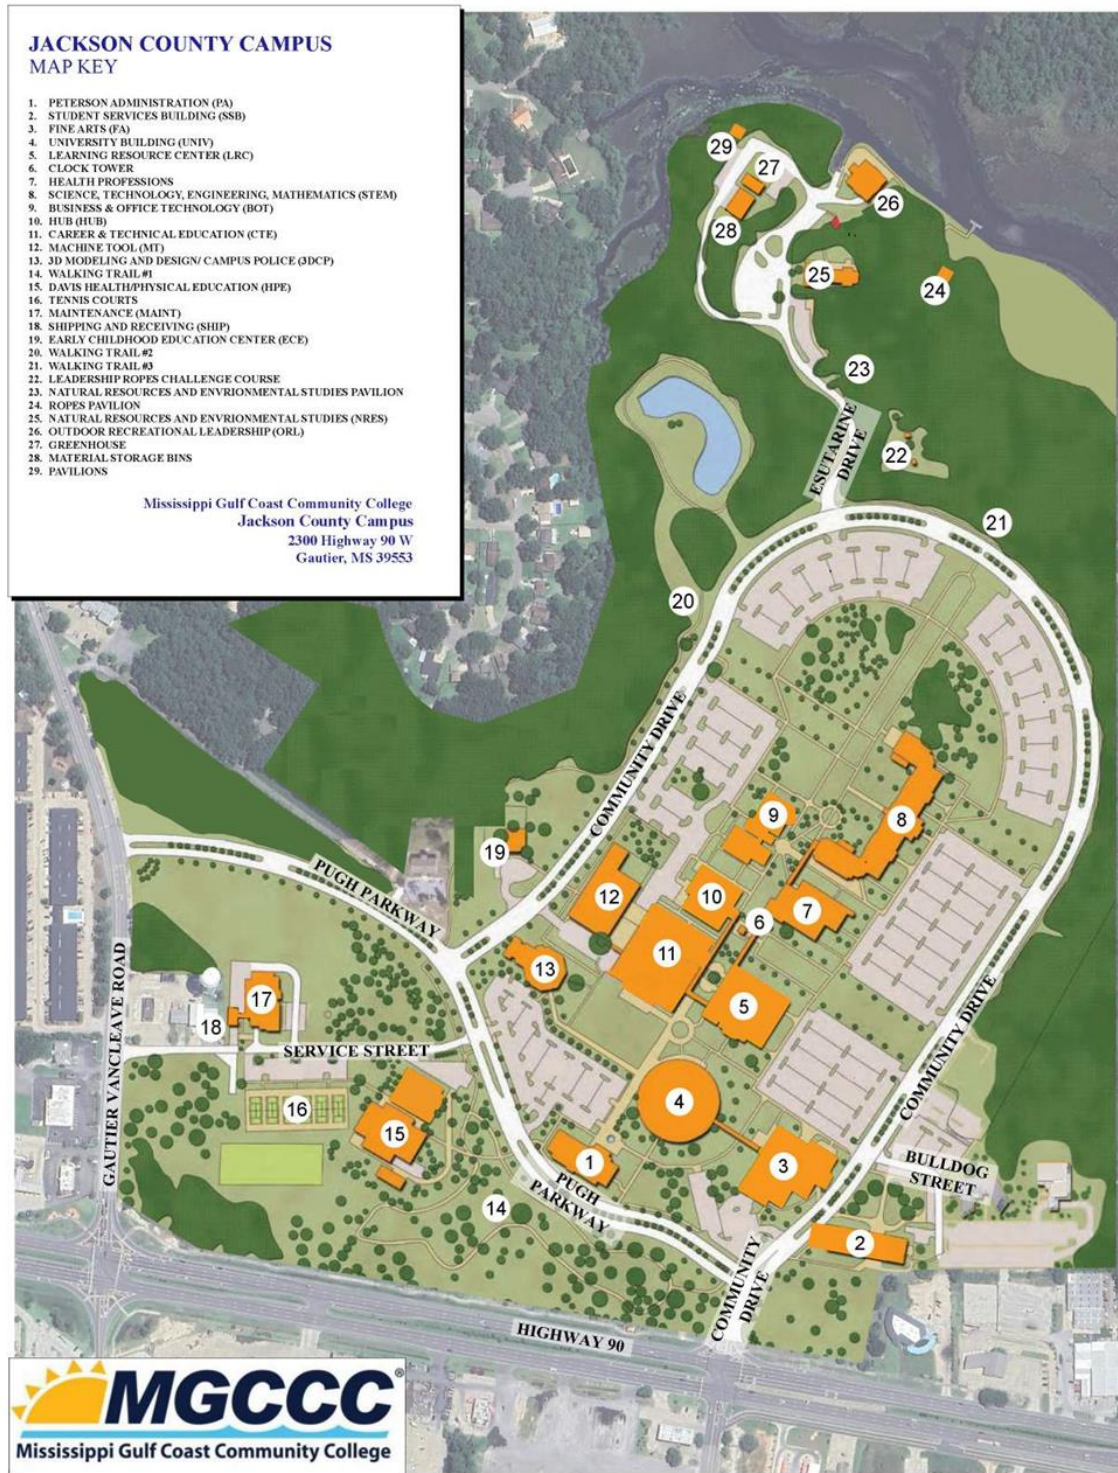 JACKSON COUNTY CAMPUS
MAP KEY
1. PETERSON ADMINISTRATION (PA)
2. STUDENT SERVICES BUILDING (SSB)
3. FINE ARTS (FA)
4. UNIVERSITY BUILDING (UNIV)
5. LEARNING RESOURCE CENTER (LRC)
6. CLOCK TOWER
7. HEALTH PROFESSIONS
8. SCIENCE, TECHNOLOGY, ENGINEERING, MATHEMATICS (STEM)
9. BUSINESS & OFFICE TECHNOLOGY (BOT)
10. HUB (HUB)
11. CAREER & TECHNICAL EDUCATION (CTE)
12. MACHINE TOOL (MT)
13. 3D MODELING AND DESIGN/ CAMPUS POLICE (3DCP)
14. WALKING TRAIL #1
15. DAVIS HEALTH/PHYSICAL EDUCATION (HPE)
16. TENNIS COURTS
17. MAINTENANCE (MAINT)
18. SHIPPING AND RECEIVING (SHIP)
19. EARLY CHILDHOOD EDUCATION CENTER (ECE)
20. WALKING TRAIL #2
21. WALKING TRAIL #3
22. LEADERSHIP ROPES CHALLENGE COURSE
23. NATURAL RESOURCES AND ENVRIONMENTAL STUDIES PAVILION
24. ROPES PAVILION
25. NATURAL RESOURCES AND ENVRIONMENTAL STUDIES (NRES)
26. OUTDOOR RECREATIONAL LEADERSHIP (ORL)
27. GREENHOUSE
28. MATERIAL STORAGE BINS
29. PAVILIONS
Mississippi Gulf Coast Community College
Jackson County Campus
2300 Highway 90 W
Gautier, MS 39553
29
27
26
28
25
24
23
ESUTARINE
DRIVE
22
21
20
COMMUNITY DRIVE
9
8
19
PUGH PARKWAY
12
10
7
6
11
13
5
GAUTIER VANCLEAVE ROAD
17
18
SERVICE STREET
COMMUNITY DRIVE
16
4
15
1
3
BULLDOG
STREET
PUGH
PARKWAY
14
2
COMMUNITY
DRIVE
HIGHWAY 90
MGCCC®
Mississippi Gulf Coast Community College